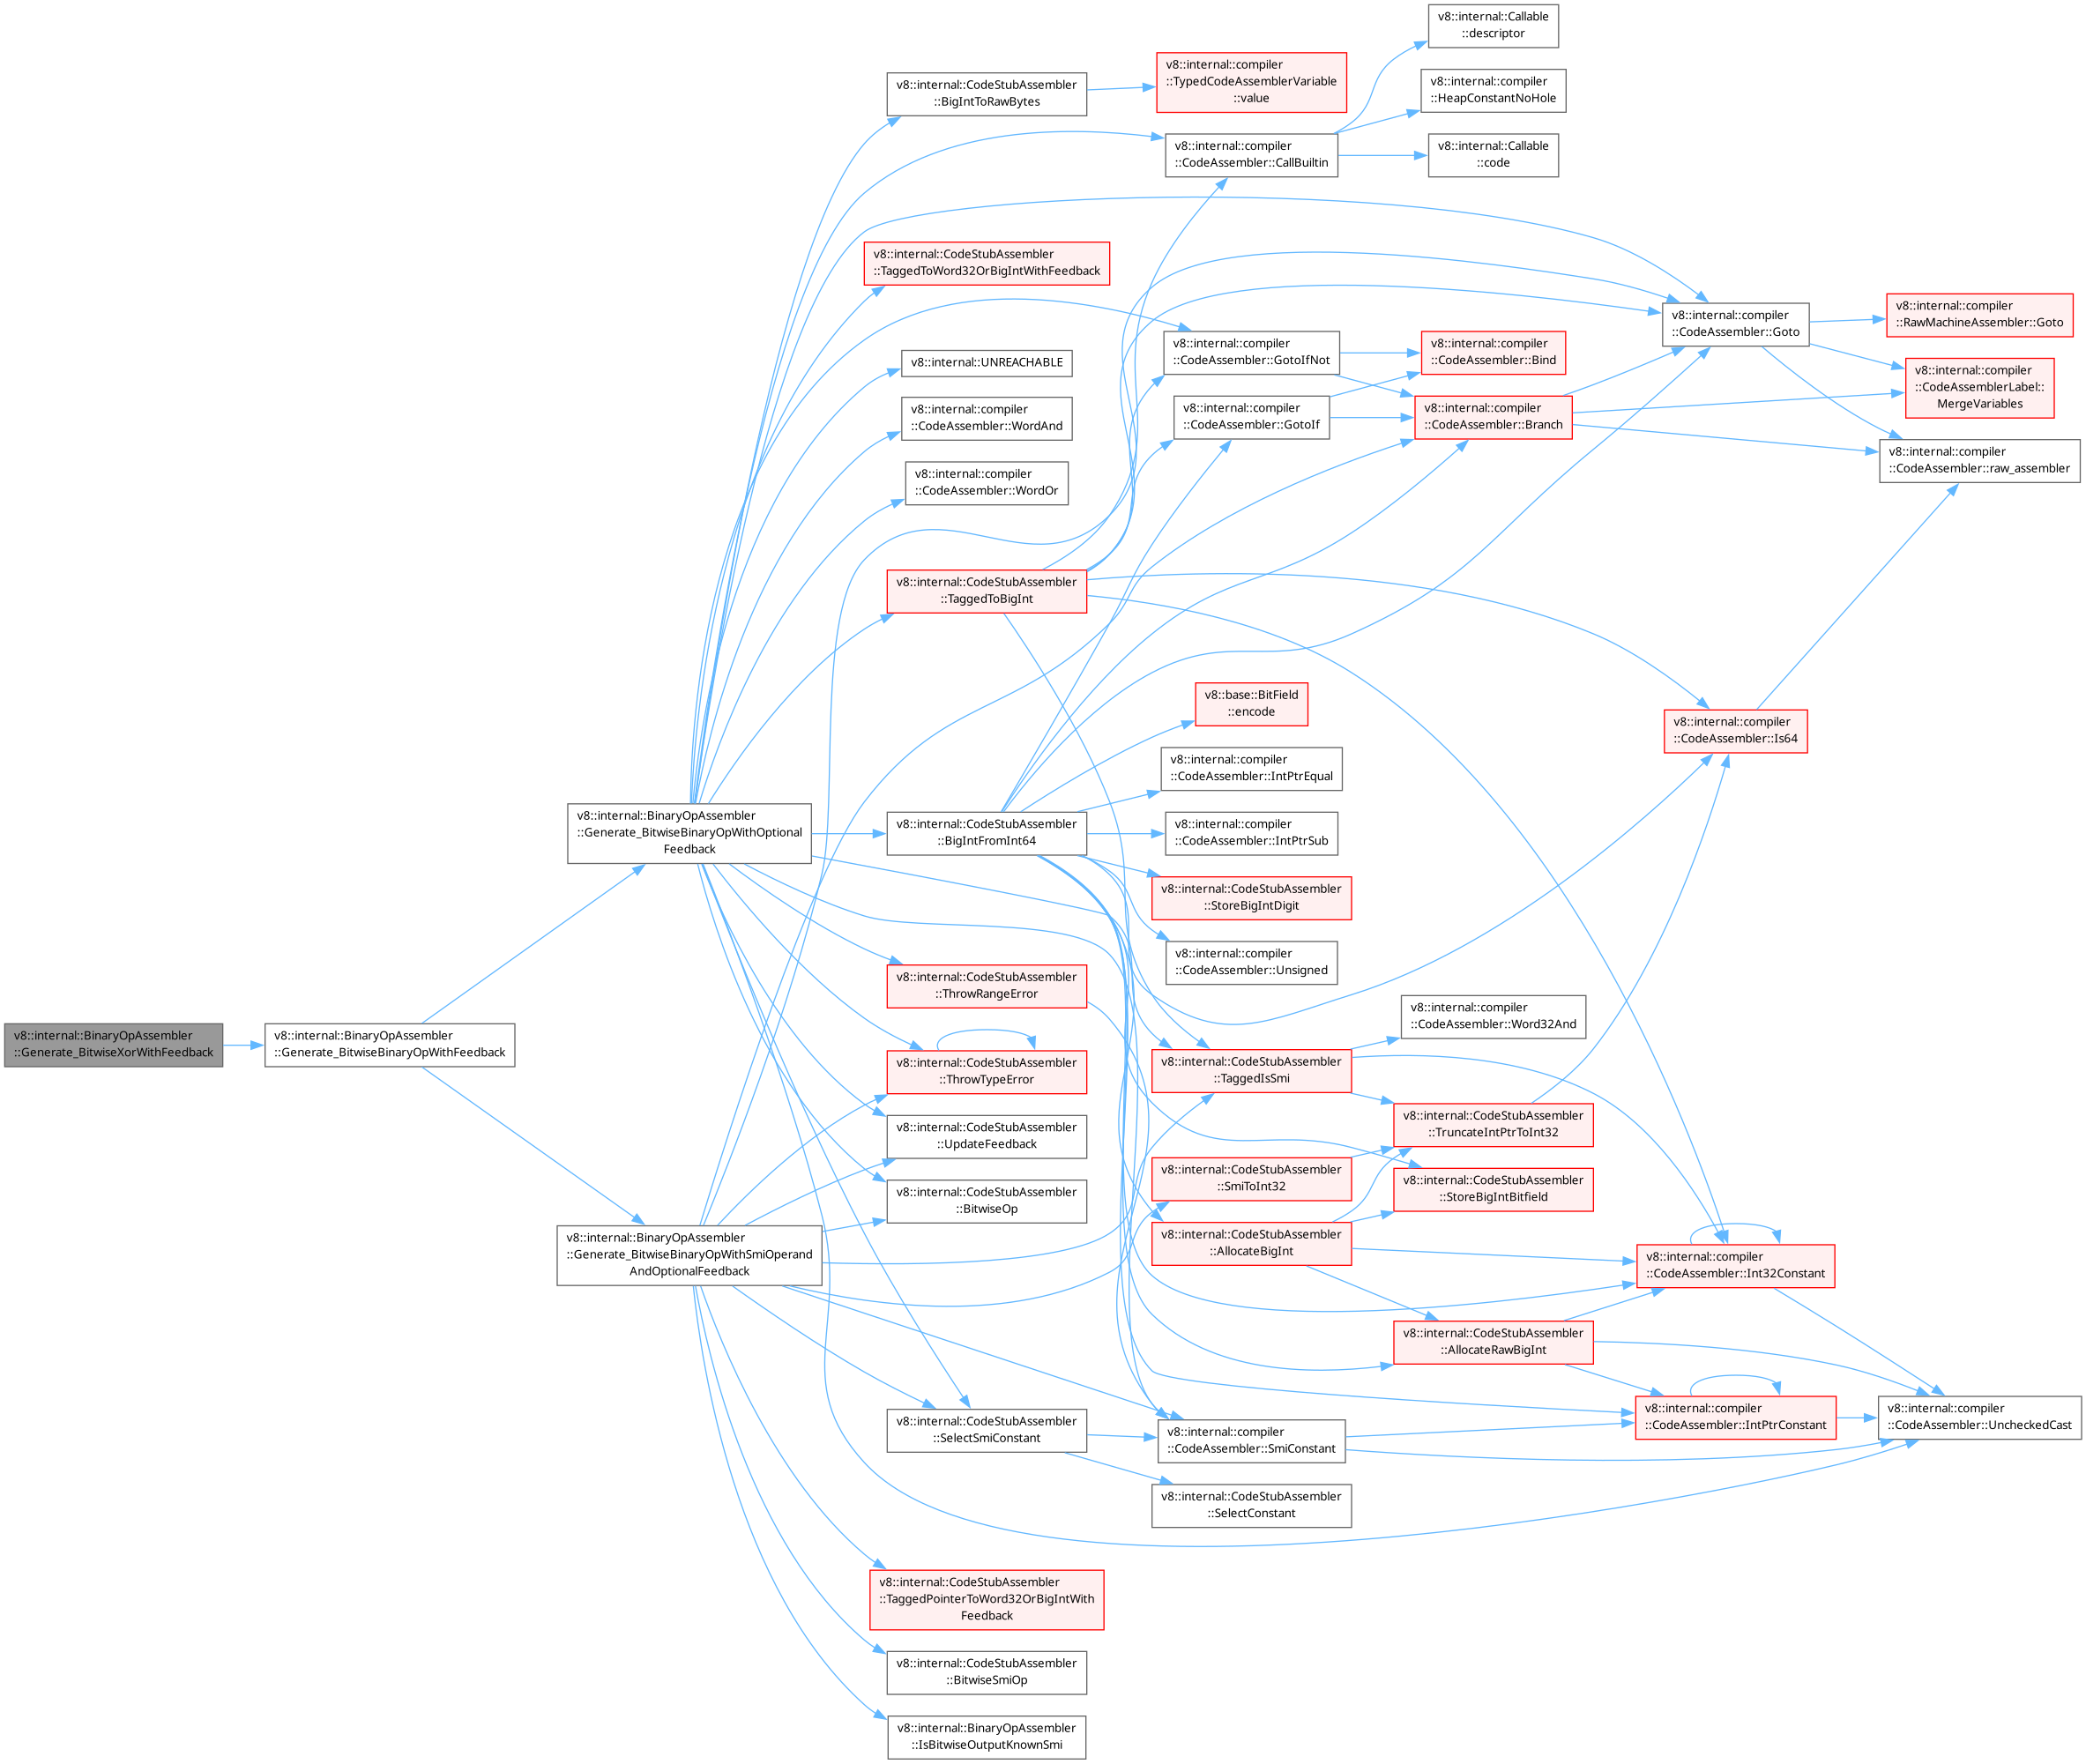 v8::internal::BinaryOpAssembler
::Generate_BitwiseXorWithFeedback
v8::internal::BinaryOpAssembler
::Generate_BitwiseBinaryOpWithFeedback
v8::internal::BinaryOpAssembler
::Generate_BitwiseBinaryOpWithOptional
Feedback
v8::internal::BinaryOpAssembler
::Generate_BitwiseBinaryOpWithSmiOperand
AndOptionalFeedback
v8::internal::CodeStubAssembler
::BigIntToRawBytes
v8::internal::CodeStubAssembler
::TaggedToWord32OrBigIntWithFeedback
v8::internal::UNREACHABLE
v8::internal::compiler
::CodeAssembler::WordAnd
v8::internal::compiler
::CodeAssembler::WordOr
v8::internal::CodeStubAssembler
::TaggedToBigInt
v8::internal::CodeStubAssembler
::BigIntFromInt64
v8::internal::CodeStubAssembler
::ThrowRangeError
v8::internal::CodeStubAssembler
::ThrowTypeError
v8::internal::CodeStubAssembler
::UpdateFeedback
v8::internal::CodeStubAssembler
::BitwiseOp
v8::internal::CodeStubAssembler
::SelectSmiConstant
v8::internal::CodeStubAssembler
::TaggedPointerToWord32OrBigIntWith
Feedback
v8::internal::CodeStubAssembler
::BitwiseSmiOp
v8::internal::BinaryOpAssembler
::IsBitwiseOutputKnownSmi
v8::internal::compiler
::TypedCodeAssemblerVariable
::value
v8::internal::compiler
::CodeAssembler::CallBuiltin
v8::internal::compiler
::CodeAssembler::GotoIfNot
v8::internal::compiler
::CodeAssembler::GotoIf
v8::base::BitField
::encode
v8::internal::compiler
::CodeAssembler::IntPtrEqual
v8::internal::compiler
::CodeAssembler::IntPtrSub
v8::internal::CodeStubAssembler
::StoreBigIntDigit
v8::internal::compiler
::CodeAssembler::Unsigned
v8::internal::CodeStubAssembler
::TaggedIsSmi
v8::internal::CodeStubAssembler
::SmiToInt32
v8::internal::CodeStubAssembler
::AllocateBigInt
v8::internal::compiler
::CodeAssembler::SmiConstant
v8::internal::CodeStubAssembler
::SelectConstant
v8::internal::Callable
::descriptor
v8::internal::compiler
::HeapConstantNoHole
v8::internal::Callable
::code
v8::internal::compiler
::CodeAssembler::Bind
v8::internal::compiler
::CodeAssembler::Branch
v8::internal::compiler
::CodeAssembler::Word32And
v8::internal::CodeStubAssembler
::TruncateIntPtrToInt32
v8::internal::CodeStubAssembler
::StoreBigIntBitfield
v8::internal::CodeStubAssembler
::AllocateRawBigInt
v8::internal::compiler
::CodeAssembler::Goto
v8::internal::compiler
::CodeAssembler::Is64
v8::internal::compiler
::CodeAssembler::Int32Constant
v8::internal::compiler
::CodeAssembler::IntPtrConstant
v8::internal::compiler
::RawMachineAssembler::Goto
v8::internal::compiler
::CodeAssemblerLabel::
MergeVariables
v8::internal::compiler
::CodeAssembler::raw_assembler
v8::internal::compiler
::CodeAssembler::UncheckedCast